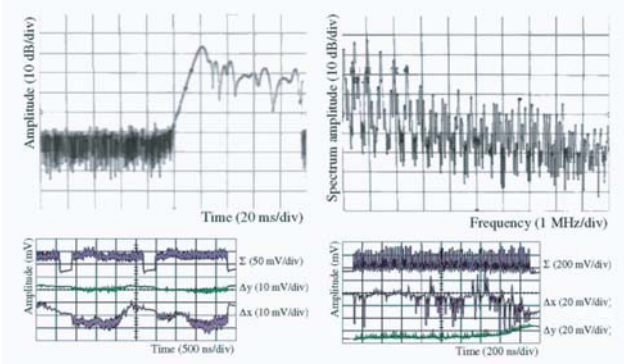 Amplitude (10 dB/div)
Time (20 ms/div)
Spectrum amplitude (10 dB/div)
Frequency (1 MHz/div)
Amplitude (mV)
Σ (50 mV/div)
Δy (10 mV/div)
Δx (10 mV/div)
Time (500 ns/div)
Amplitude (mV)
Σ (200 mV/div)
Δx (20 mV/div)
Δy (20 mV/div)
Time (200 ns/div)